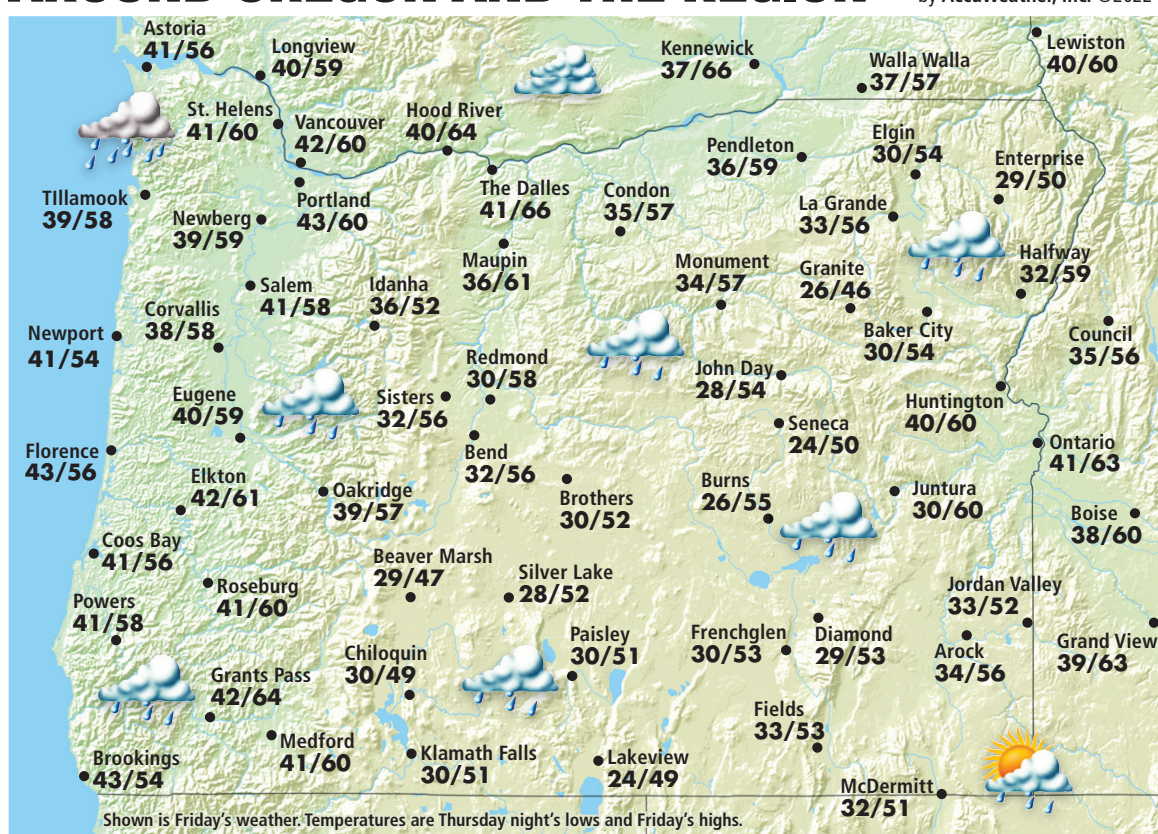 AROUND OREGON AND THE REGION
by AccuWeather, Inc. ©2022
Astoria
41/56
Longview
40/59
Kennewick
37/66
Walla Walla
37/57
Lewiston
40/60
St. Helens
41/60
Vancouver
42/60
Hood River
40/64
Pendleton
36/59
Elgin
30/54
Enterprise
29/50
TIllamook
39/58
Newberg
39/59
Portland
43/60
The Dalles
41/66
Condon
35/57
La Grande
33/56
Maupin
36/61
Monument
34/57
Granite
26/46
Halfway
32/59
Salem
41/58
Idanha
36/52
Corvallis
38/58
Newport
41/54
Baker City
30/54
Council
35/56
Redmond
30/58
John Day
28/54
Eugene
40/59
Sisters
32/56
Huntington
40/60
Seneca
24/50
Florence
43/56
Bend
32/56
Ontario
41/63
Elkton
42/61
Oakridge
39/57
Brothers
30/52
Burns
26/55
Juntura
30/60
Boise
38/60
Coos Bay
41/56
Beaver Marsh
29/47
Silver Lake
28/52
Roseburg
41/60
Jordan Valley
33/52
Powers
41/58
Paisley
30/51
Frenchglen
30/53
Diamond
29/53
Arock
34/56
Grand View
39/63
Chiloquin
30/49
Grants Pass
42/64
Fields
33/53
Medford
41/60
Klamath Falls
30/51
Lakeview
24/49
Brookings
43/54
McDermitt
32/51
Shown is Friday's weather. Temperatures are Thursday night's lows and Friday's highs.